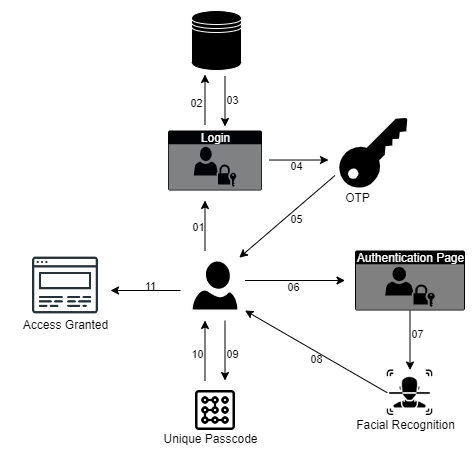 02
03
Login
04
OTP
01
05
Authentication Page
06
11
Access Granted
07
08
10
09
Facial Recognition
Unique Passcode